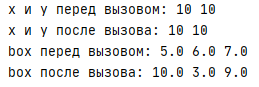 x и y перед вызовом: 10 10
x и y после вызова: 10 10
box перед вызовом: 5.0 6.0 7.0
box после вызова: 10.0 3.0 9.0